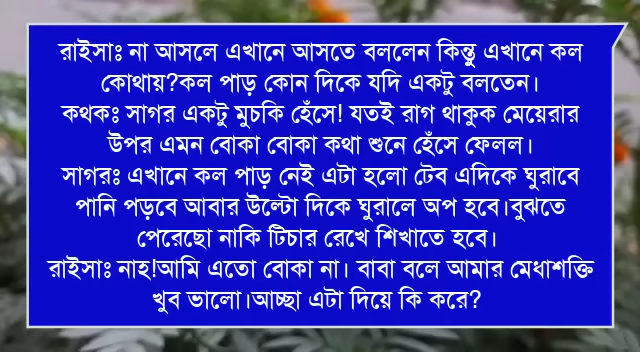 রাইসাঃ না আসলে এখানে আসতে বললেন কিন্তু এখানে কল
কোথায়?কল পাড় কোন দিকে যদি একটু বলতেন।
কথকঃ সাগর একটু মুচকি হেঁসে! যতই রাগ থাকুক মেয়েরার
উপর এমন বোকা বোকা কথা শুনে হেঁসে ফেলল।
সাগরঃ এখানে কল পাড় নেই এটা হলো টেব এদিকে ঘুরাবে
পানি পড়বে আবার উল্টো দিকে ঘুরালে অপ হবে।বুঝতে
পেরেছো নাকি টিচার রেখে শিখাতে হবে।
রাইসাঃ নাহ!আমি এতো বোকা না। বাবা বলে আমার মেধাশক্তি
খুব ভালো।আচ্ছা এটা দিয়ে কি করে?